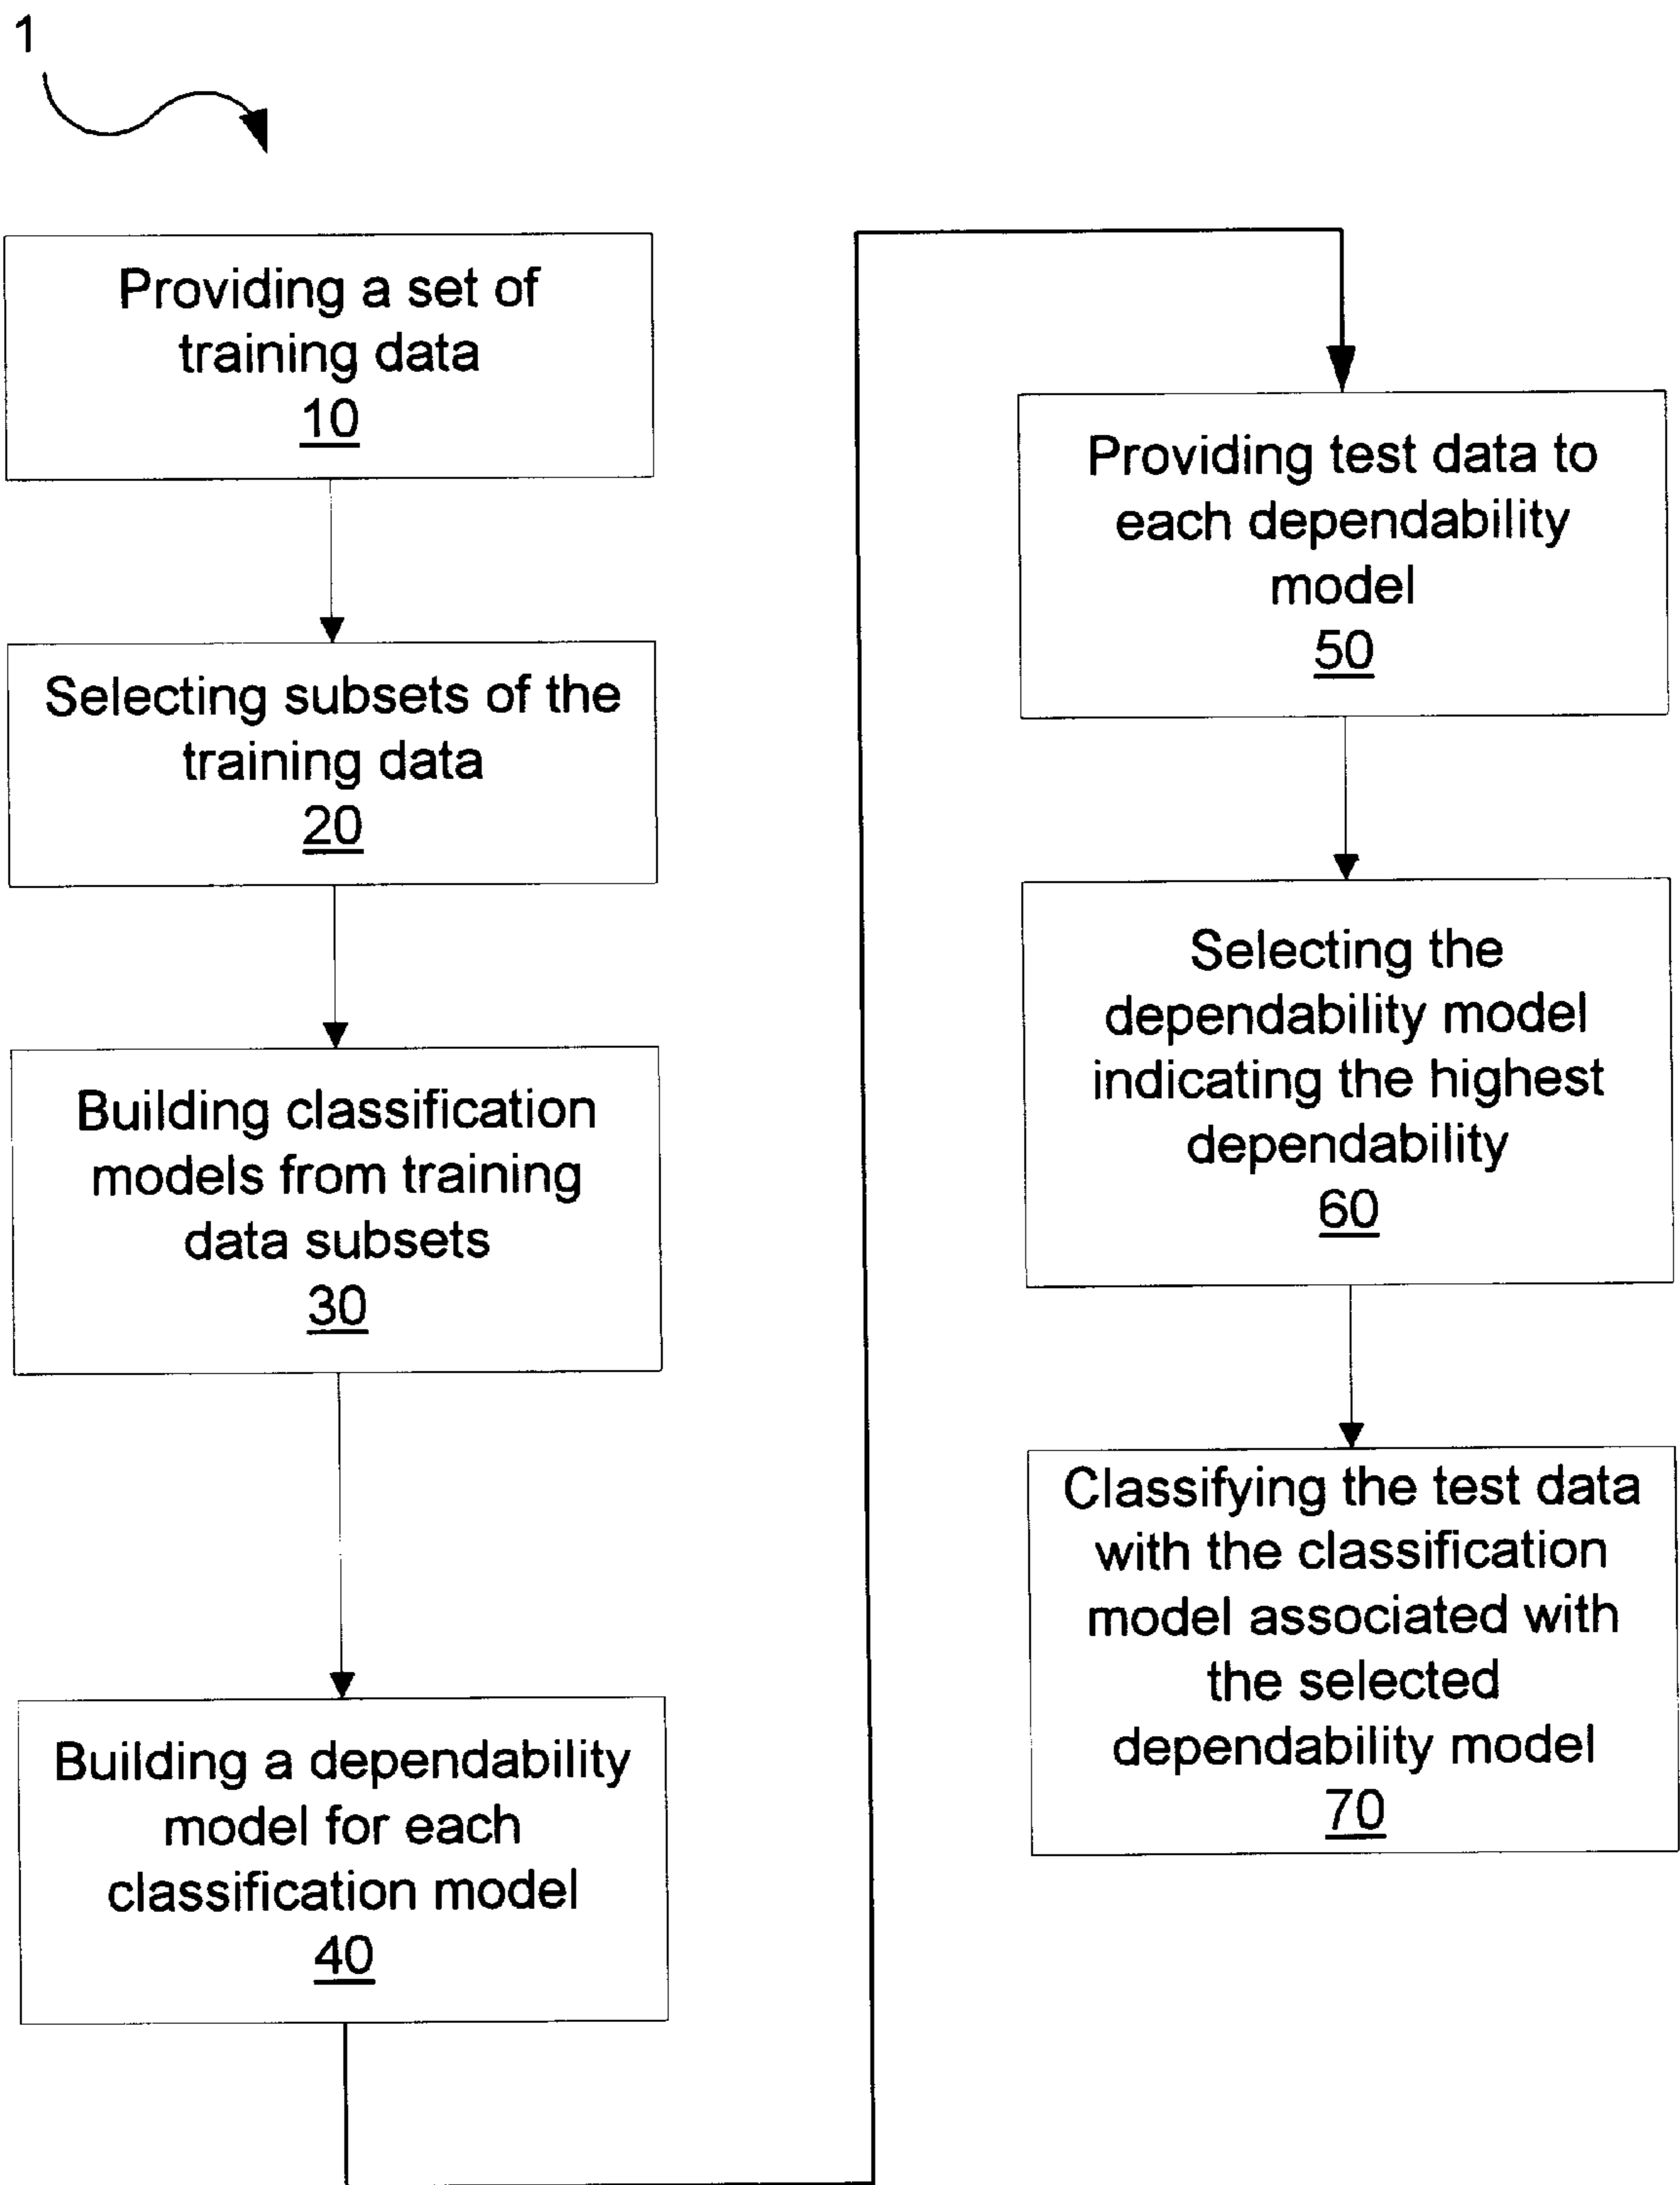 1
Providing a set of
training data
10
Selecting subsets of the
training data
20
Building classification
models from training
data subsets
30
Building a dependability
model for each
classification model
40
Providing test data to
each dependability
model
50
Selecting the
dependability model
indicating the highest
dependability
60
Classifying the test data
with the classification
model associated with
the selected
dependability model
70